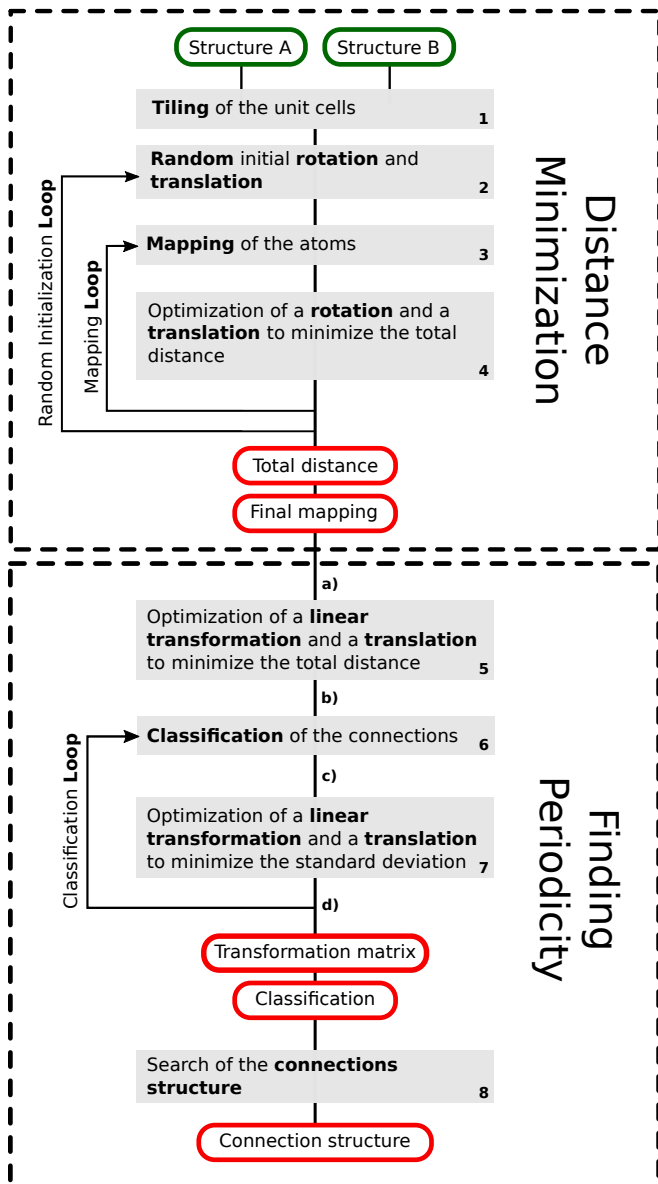 Structure A
Structure B
Tiling of the unit cells
1
Random initial rotation and
translation
2
Mapping of the atoms
3
Optimization of a rotation and a
translation to minimize the total
distance
4
Random Initialization Loop
Mapping Loop
Distance
Minimization
Total distance
Final mapping
a)
Optimization of a linear
transformation and a translation
to minimize the total distance
5
b)
Classification of the connections
6
c)
Optimization of a linear
transformation and a translation
to minimize the standard deviation
7
d)
Classification Loop
Finding
Periodicity
Transformation matrix
Classification
Search of the connections
structure
8
Connection structure